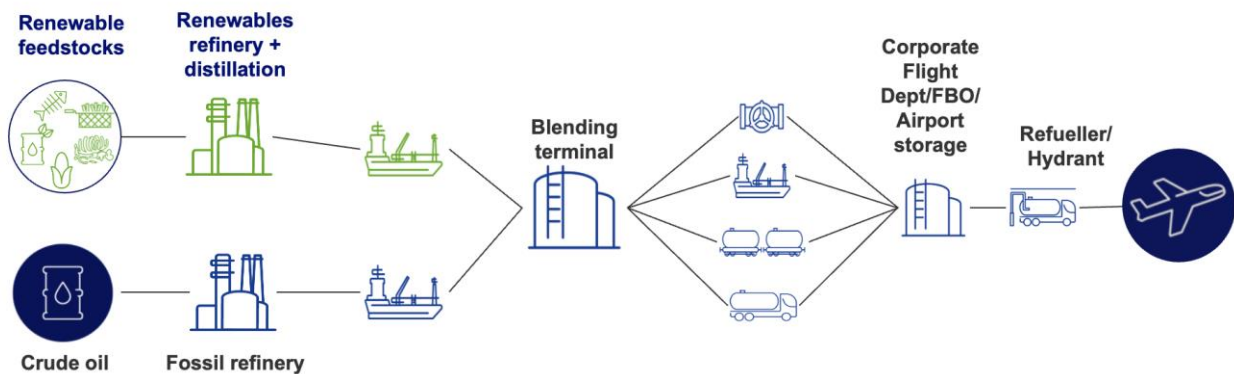 Renewable
feedstocks
Renewables
refinery +
distillation
Blending
terminal
Corporate
Flight
Dept/FBO/
Airport
storage
Refueller/
Hydrant
Crude oil
Fossil refinery